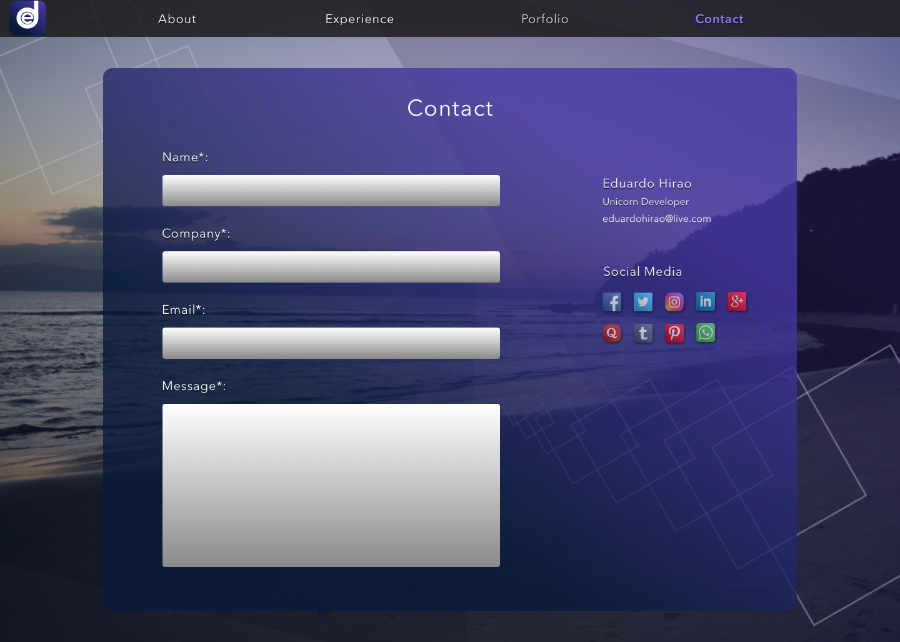 About
Experience
Porfolio
Contact
Contact
Name*:
Company*:
Email*:
Message*:
Eduardo Hirao
Unicorn Developer
eduardohirao@live.com
Social Media